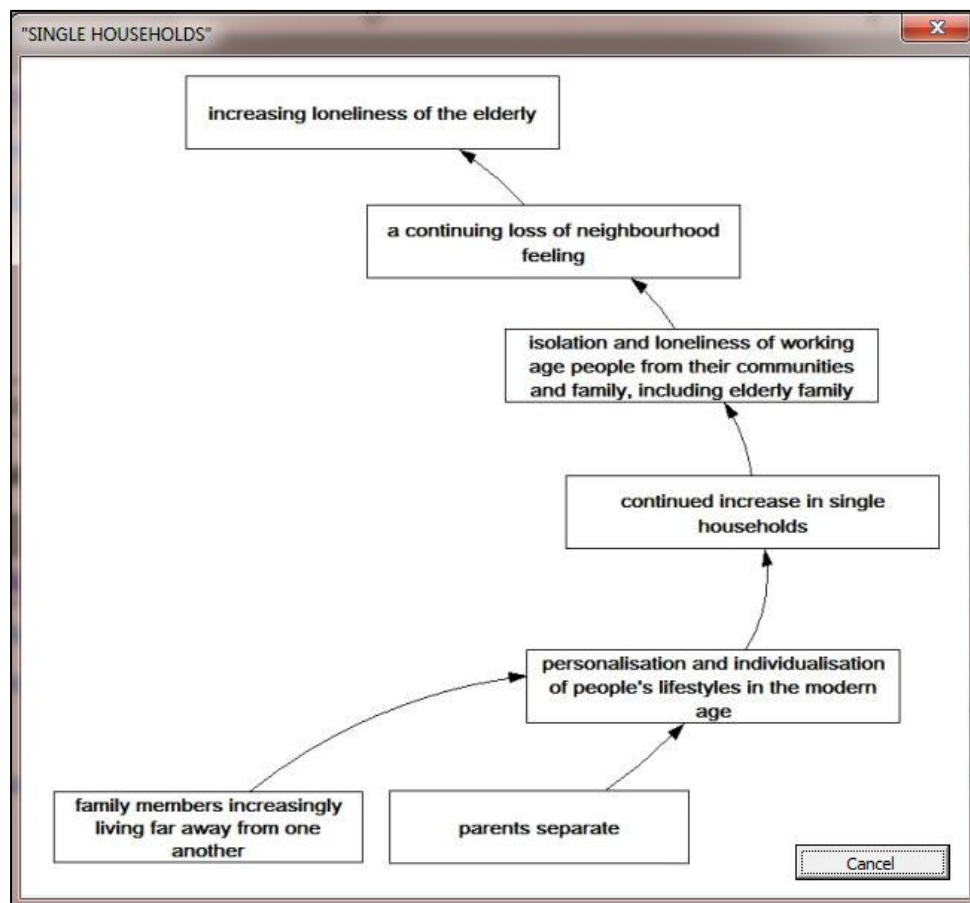 "SINGLE HOUSEHOLDS"
increasing loneliness of the elderly
a continuing loss of neighbourhood
feeling
isolation and loneliness of working
age people from their communities
and family, including elderly family
continued increase in single
households
personalisation and individualisation
of people's lifestyles in the modern
age
family members increasingly
living far away from one
another
parents separate
Cancel